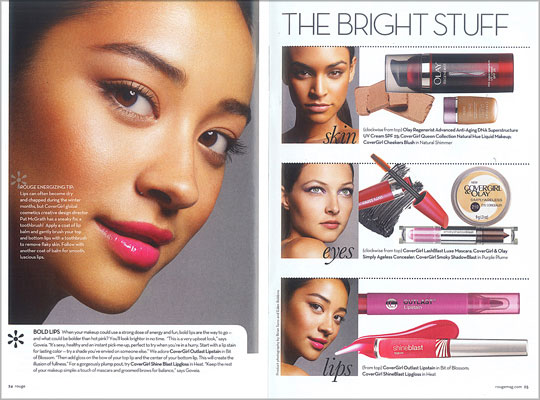 ROUGE ENERGIZING TIP:
Lips can often become dry
and chapped during the winter
months, but CoverGirl global
cosmetics creative design director
Pat McGrath has a sneaky fix: a
toothbrush! Apply a coat of lip
balm and gently brush your top
and bottom lips with a toothbrush
to remove flaky skin. Follow with
another coat of balm for smooth,
luscious lips.
BOLD LIPS When your makeup could use a strong dose of energy and fun, bold lips are the way to go –
and what could be bolder than hot pink? You'll look brighter in no time. "This is a very upbeat look," says
Goveia. "It's sexy, healthy and an instant pick-me-up, perfect to try when you're in a hurry. Start with a lip stain
for lasting color – try a shade you've envied on someone else." We adore CoverGirl Outlast Lipstain in Bit
of Blossom. "Then add gloss on the bow of your top lip and the center of your bottom lip. This will create the
illusion of fullness." For a gorgeously plump pout, try CoverGirl Shine Blast Lipgloss in Heat. "Keep the rest
of your makeup simple: a touch of mascara and groomed brows for balance," says Goveia.
24 rouge
THE BRIGHT STUFF
skin
OLAY
(clockwise from top) Olay Regenerist Advanced Anti-Aging DNA Superstructure
UV Cream SPF 25; CoverGirl Queen Collection Natural Hue Liquid Makeup;
CoverGirl Cheekers Blush in Natural Shimmer
eyes
COVERGIRL
& OLAY
SIMPLY AGELESS
(clockwise from top) CoverGirl LashBlast Luxe Mascara; CoverGirl & Olay
Simply Ageless Concealer; CoverGirl Smoky ShadowBlast in Purple Plume
lips
OUTLAST
Lipstain
shineblast
(from top) CoverGirl Outlast Lipstain in Bit of Blossom;
CoverGirl ShineBlast Lipgloss in Heat
rougemag.com 25